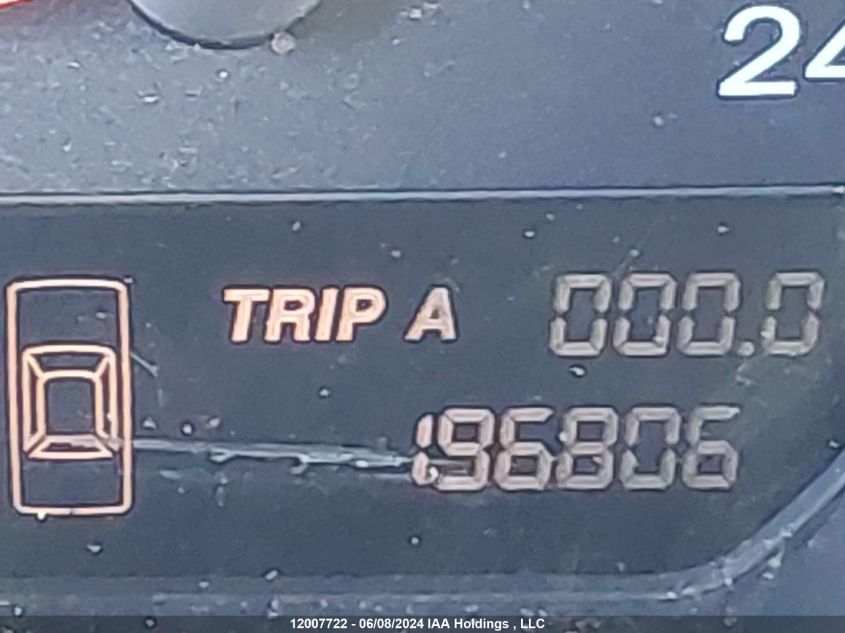 24
TRIP A 000.0
196806
12007722 - 06/08/2024 IAA Holdings , LLC